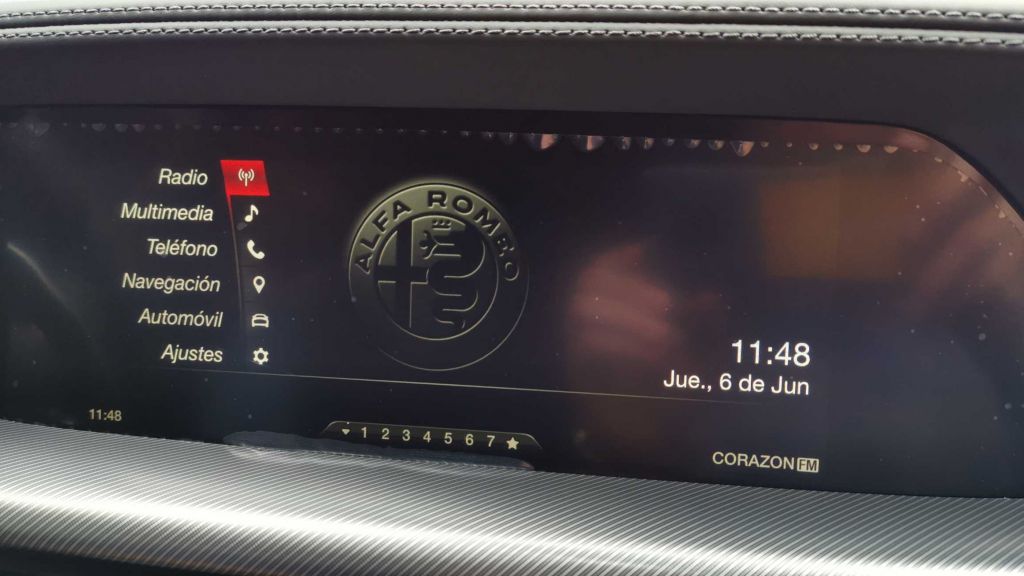 Radio
Multimedia
Teléfono
Navegación
Automóvil
Ajustes
ALFA ROMEO
11:48
Jue., 6 de Jun
11:48
1 2 3 4 5 6 7
CORAZON FM